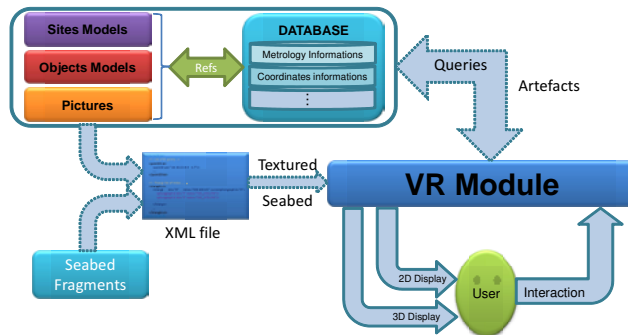 Sites Models
Objects Models
Pictures
Refs
DATABASE
Metrology Informations
Coordinates informations
⋮
Queries
Artefacts
XML file
Textured
Seabed
VR Module
Seabed
Fragments
2D Display
3D Display
User
Interaction